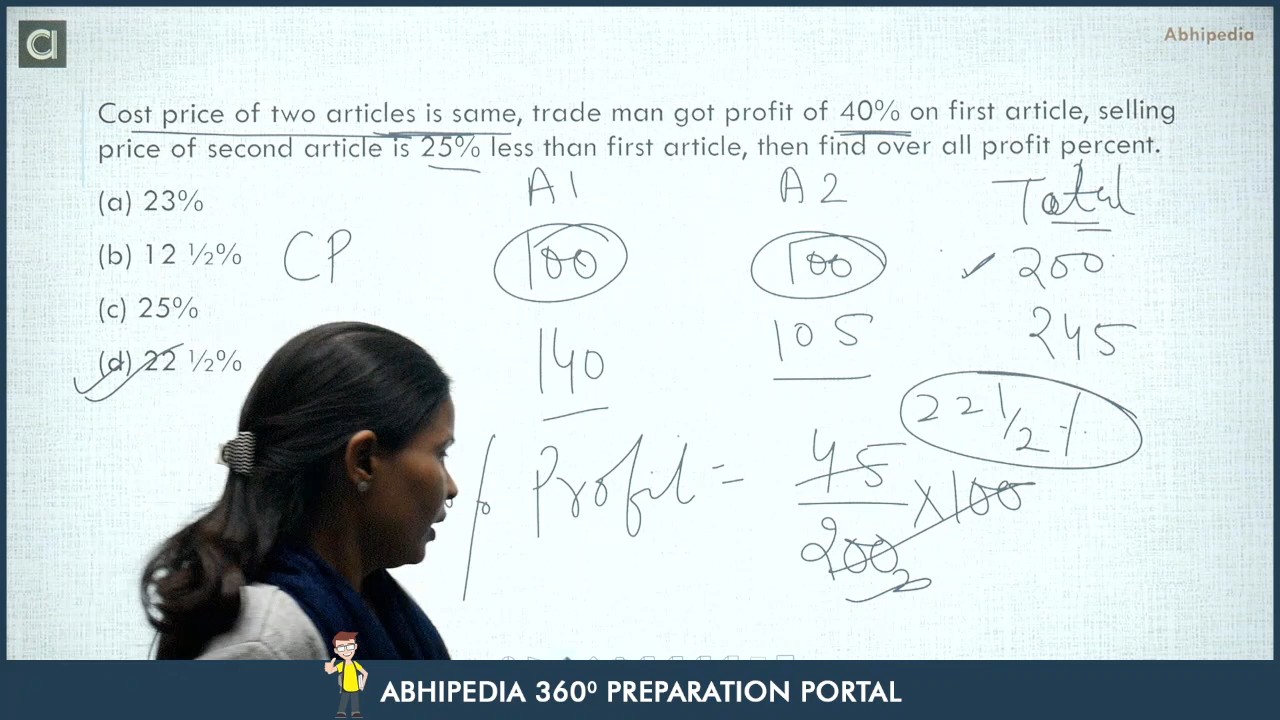 Abhipedia
Cost price of two articles is same, trade man got profit of 40% on first article, selling
price of second article is 25% less than first article, then find over all profit percent.
(a) 23%
(b) 12 ½%
(c) 25%
(d) 22 ½%
A1 A2 Total
CP 100 100 200
140 105 245
22 1/2 %
% Profit = 45/200 × 100
2
ABHIPEDIA 360⁰ PREPARATION PORTAL